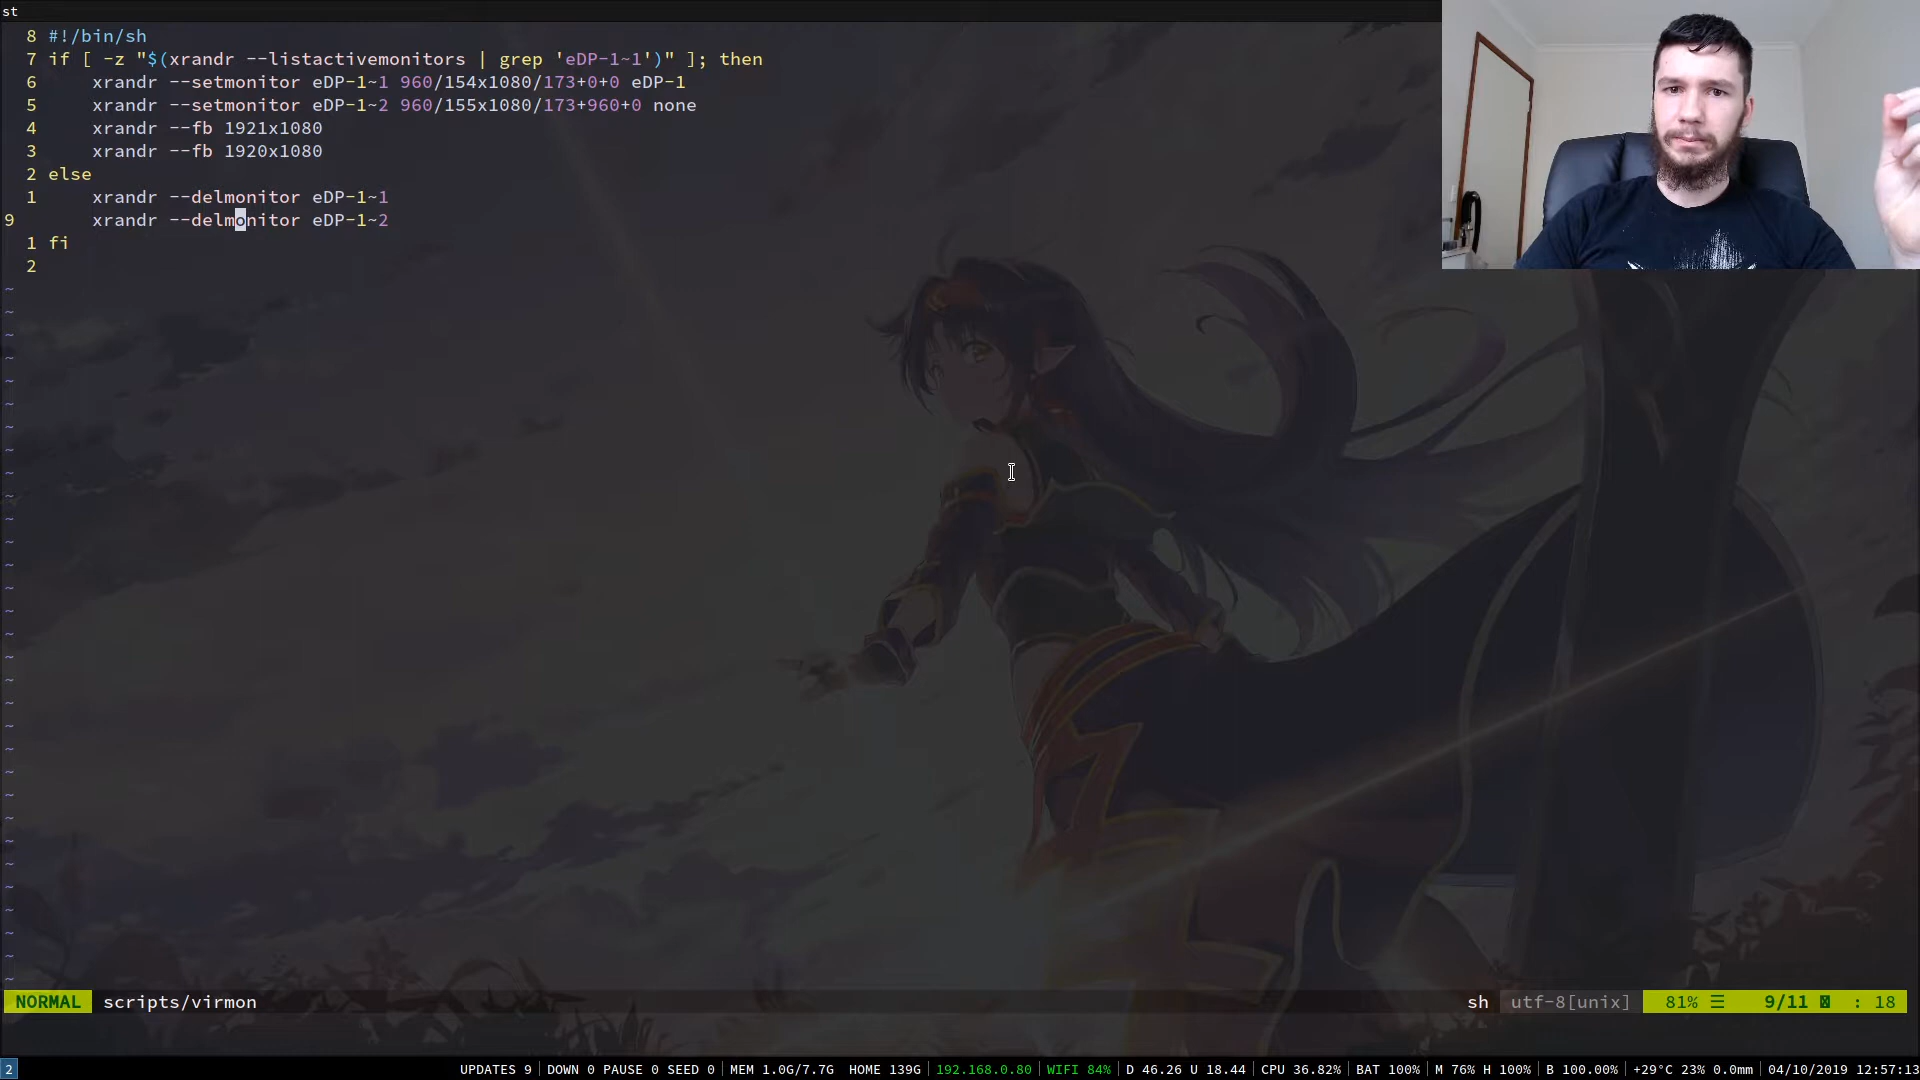 st
8 #!/bin/sh
7 if [ -z "$(xrandr --listactivemonitors | grep 'eDP-1~1')" ]; then
6     xrandr --setmonitor eDP-1~1 960/154x1080/173+0+0 eDP-1
5     xrandr --setmonitor eDP-1~2 960/155x1080/173+960+0 none
4     xrandr --fb 1921x1080
3     xrandr --fb 1920x1080
2 else
1     xrandr --delmonitor eDP-1~1
9     xrandr --delmonitor eDP-1~2
1 fi
2
NORMAL scripts/virmon sh utf-8[unix] 81% ☰ 9/11 : 18
2 UPDATES 9 | DOWN 0 PAUSE 0 SEED 0 | MEM 1.0G/7.7G HOME 139G | 192.168.0.80 | WIFI 84% | D 46.26 U 18.44 | CPU 36.82% | BAT 100% | M 76% H 100% | B 100.00% | +29°C 23% 0.0mm | 04/10/2019 12:57:13